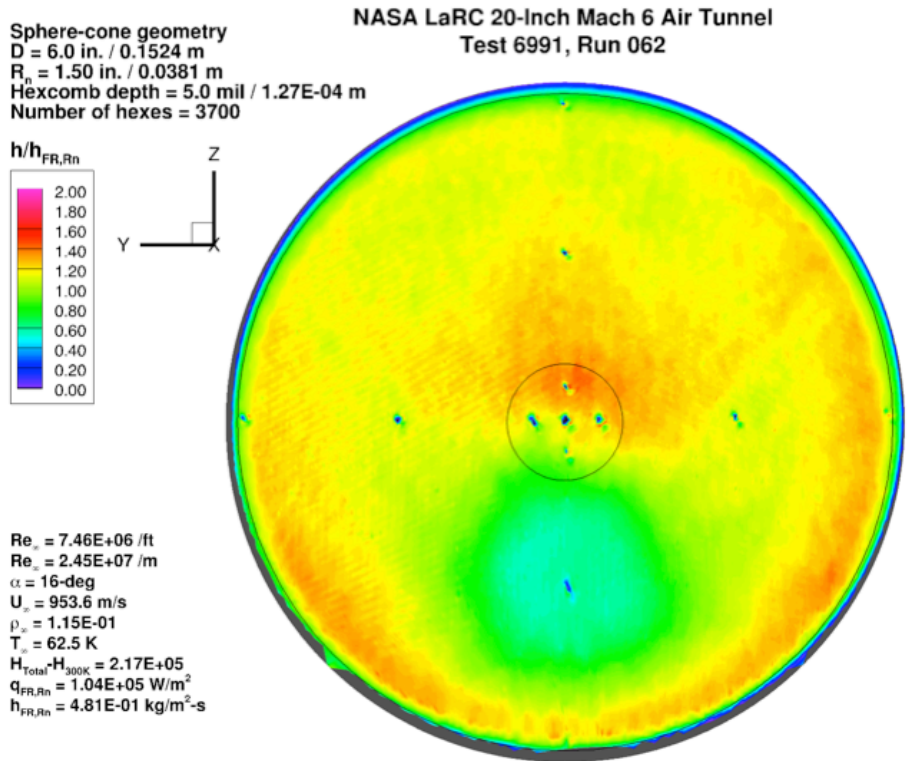 NASA LaRC 20-Inch Mach 6 Air Tunnel
Test 6991, Run 062
Sphere-cone geometry
D = 6.0 in. / 0.1524 m
Rₙ = 1.50 in. / 0.0381 m
Hexcomb depth = 5.0 mil / 1.27E-04 m
Number of hexes = 3700
h/h_FR,Rn
2.00
1.80
1.60
1.40
1.20
1.00
0.80
0.60
0.40
0.20
0.00
Z
Y
X
Re∞ = 7.46E+06 /ft
Re∞ = 2.45E+07 /m
α = 16-deg
U∞ = 953.6 m/s
ρ∞ = 1.15E-01
T∞ = 62.5 K
H_Total-H_300K = 2.17E+05
q_FR,Rn = 1.04E+05 W/m²
h_FR,Rn = 4.81E-01 kg/m²-s